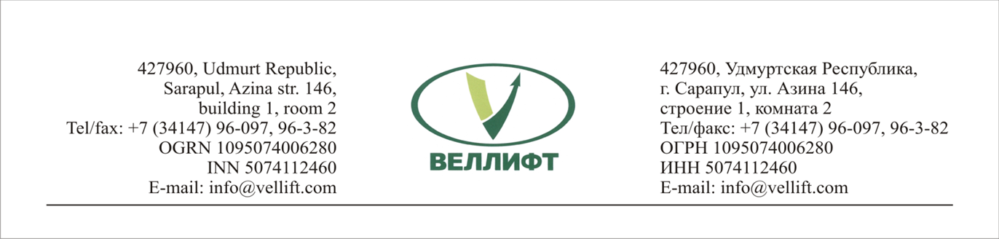 427960, Udmurt Republic,
Sarapul, Azina str. 146,
building 1, room 2
Tel/fax: +7 (34147) 96-097, 96-3-82
OGRN 1095074006280
INN 5074112460
E-mail: info@vellift.com
ВЕЛЛИФТ
427960, Удмуртская Республика,
г. Сарапул, ул. Азина 146,
строение 1, комната 2
Тел/факс: +7 (34147) 96-097, 96-3-82
ОГРН 1095074006280
ИНН 5074112460
E-mail: info@vellift.com